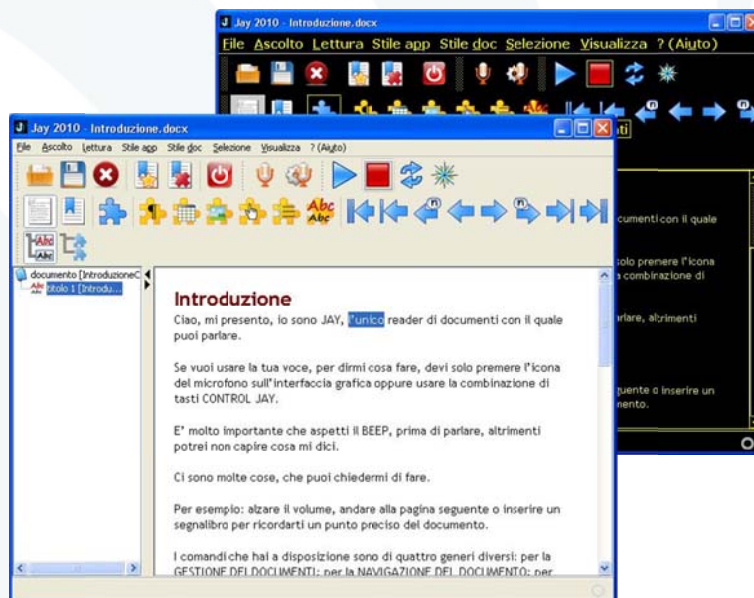 Jay 2010 - Introduzione.docx
File Ascolto Lettura Stile app Stile doc Selezione Visualizza ? (Aiuto)
n
n
cumenti con il quale
solo prenere l'icona
a combinazione di
arlare, altrimenti
guente o inserire un
mento.
Jay 2010 - Introduzione.docx
File Ascolto Lettura Stile app Stile doc Selezione Visualizza ? (Aiuto)
Abc
Abc
n
n
Abc
Abc
documento [IntroduzioneC
Abc
Abc
titolo 1 [Introdu...
Introduzione
Ciao, mi presento, io sono JAY, l'unico reader di documenti con il quale
puoi parlare.
Se vuoi usare la tua voce, per dirmi cosa fare, devi solo premere l'icona
del microfono sull'interfaccia grafica oppure usare la combinazione di
tasti CONTROL JAY.
E' molto importante che aspetti il BEEP, prima di parlare, altrimenti
potrei non capire cosa mi dici.
Ci sono molte cose, che puoi chiedermi di fare.
Per esempio: alzare il volume, andare alla pagina seguente o inserire un
segnalibro per ricordarti un punto preciso del documento.
I comandi che hai a disposizione sono di quattro generi diversi: per la
GESTIONE DEI DOCUMENTI; per la NAVIGAZIONE DEL DOCUMENTO; per